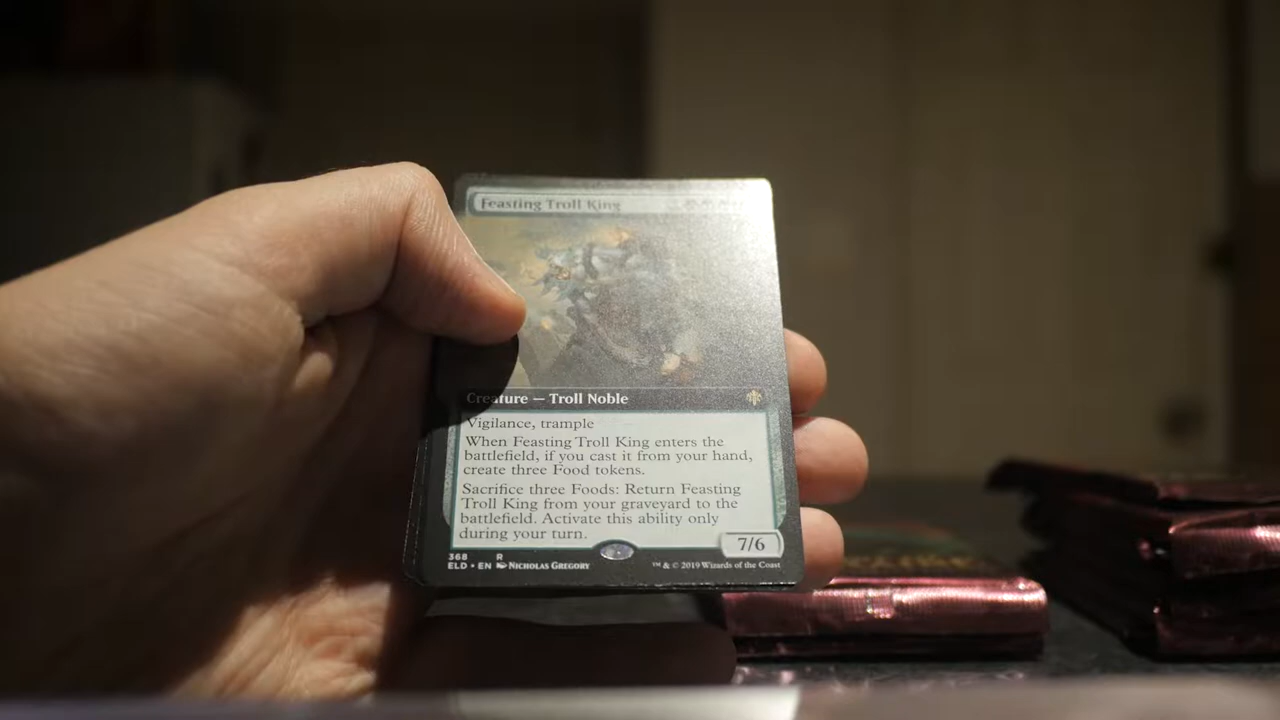 Feasting Troll King
Creature — Troll Noble
Vigilance, trample
When Feasting Troll King enters the
battlefield, if you cast it from your hand,
create three Food tokens.
Sacrifice three Foods: Return Feasting
Troll King from your graveyard to the
battlefield. Activate this ability only
during your turn.
7/6
368 R
ELD • EN NICHOLAS GREGORY
™ & © 2019 Wizards of the Coast